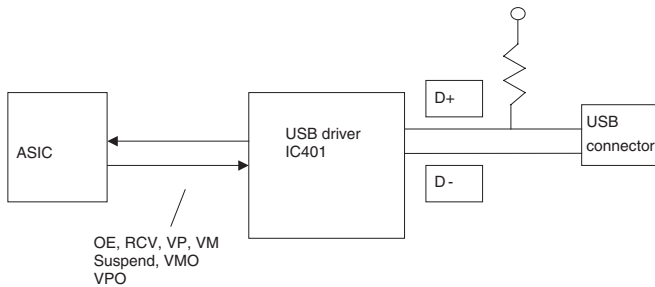 D+
USB driver
IC401
USB
connector
ASIC
D -
OE, RCV, VP, VM
Suspend, VMO
VPO